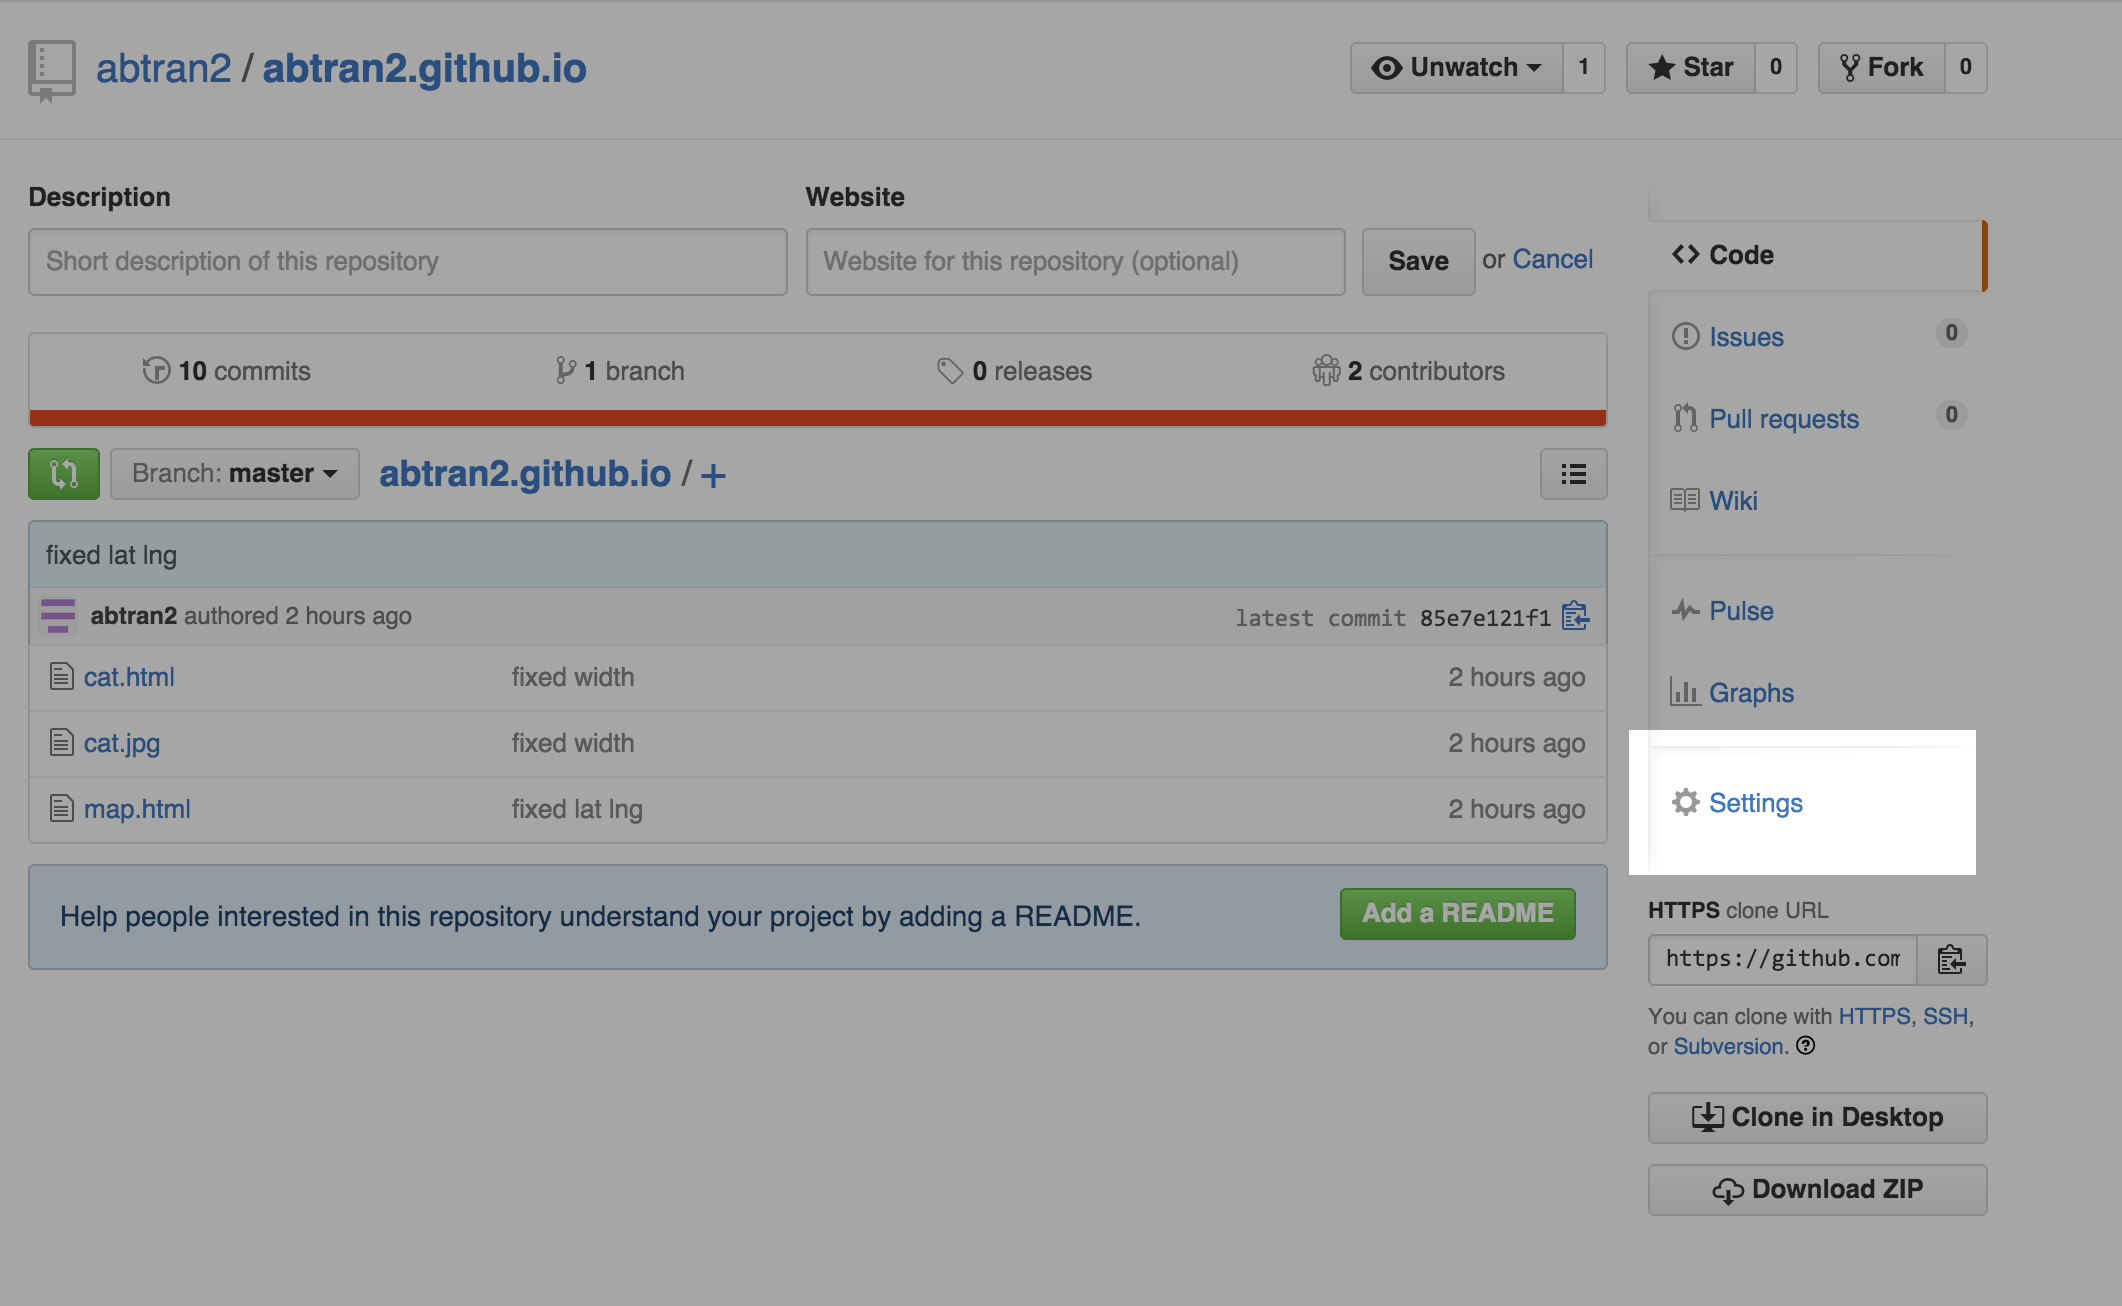 abtran2 / abtran2.github.io
Unwatch 1
Star 0
Fork 0
Description
Website
Short description of this repository
Website for this repository (optional)
Save or Cancel
10 commits
1 branch
0 releases
2 contributors
Branch: master
abtran2.github.io / +
fixed lat lng
abtran2 authored 2 hours ago
latest commit 85e7e121f1
cat.html fixed width 2 hours ago
cat.jpg fixed width 2 hours ago
map.html fixed lat lng 2 hours ago
Help people interested in this repository understand your project by adding a README.
Add a README
Code
Issues 0
Pull requests 0
Wiki
Pulse
Graphs
Settings
HTTPS clone URL
https://github.com
You can clone with HTTPS, SSH,
or Subversion.
Clone in Desktop
Download ZIP